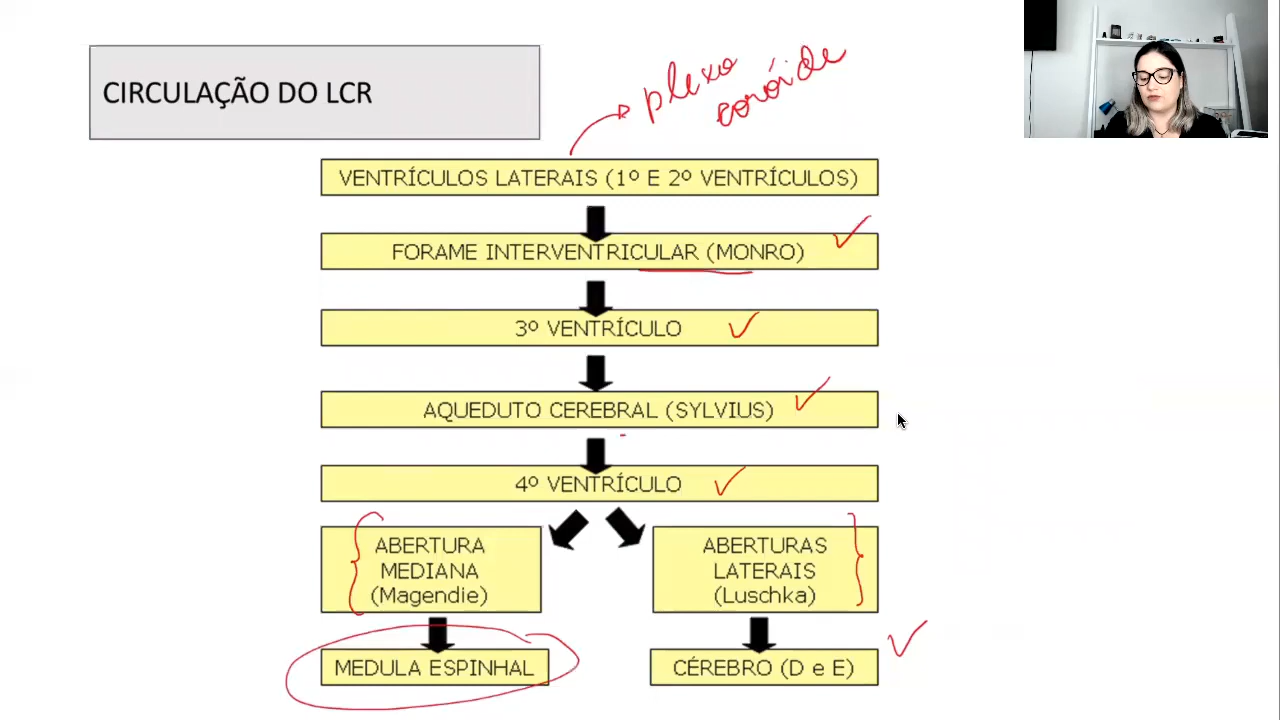 CIRCULAÇÃO DO LCR
plexo
coróide
VENTRÍCULOS LATERAIS (1º E 2º VENTRÍCULOS)
FORAME INTERVENTRICULAR (MONRO)
3º VENTRÍCULO
AQUEDUTO CEREBRAL (SYLVIUS)
4º VENTRÍCULO
ABERTURA
MEDIANA
(Magendie)
ABERTURAS
LATERAIS
(Luschka)
MEDULA ESPINHAL
CÉREBRO (D e E)